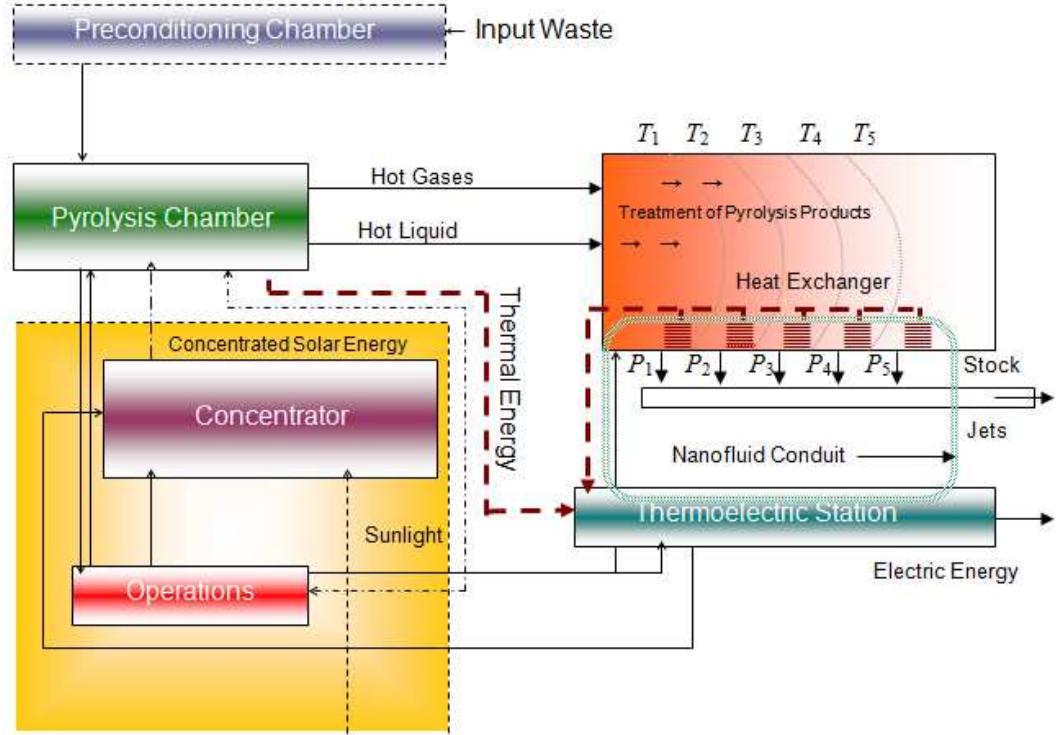 Preconditioning Chamber
Input Waste
T1 T2 T3 T4 T5
Hot Gases
Pyrolysis Chamber
Treatment of Pyrolysis Products
Hot Liquid
Heat Exchanger
Thermal Energy
Concentrated Solar Energy
P1 P2 P3 P4 P5
Stock
Concentrator
Jets
Nanofluid Conduit
Thermoelectric Station
Sunlight
Electric Energy
Operations